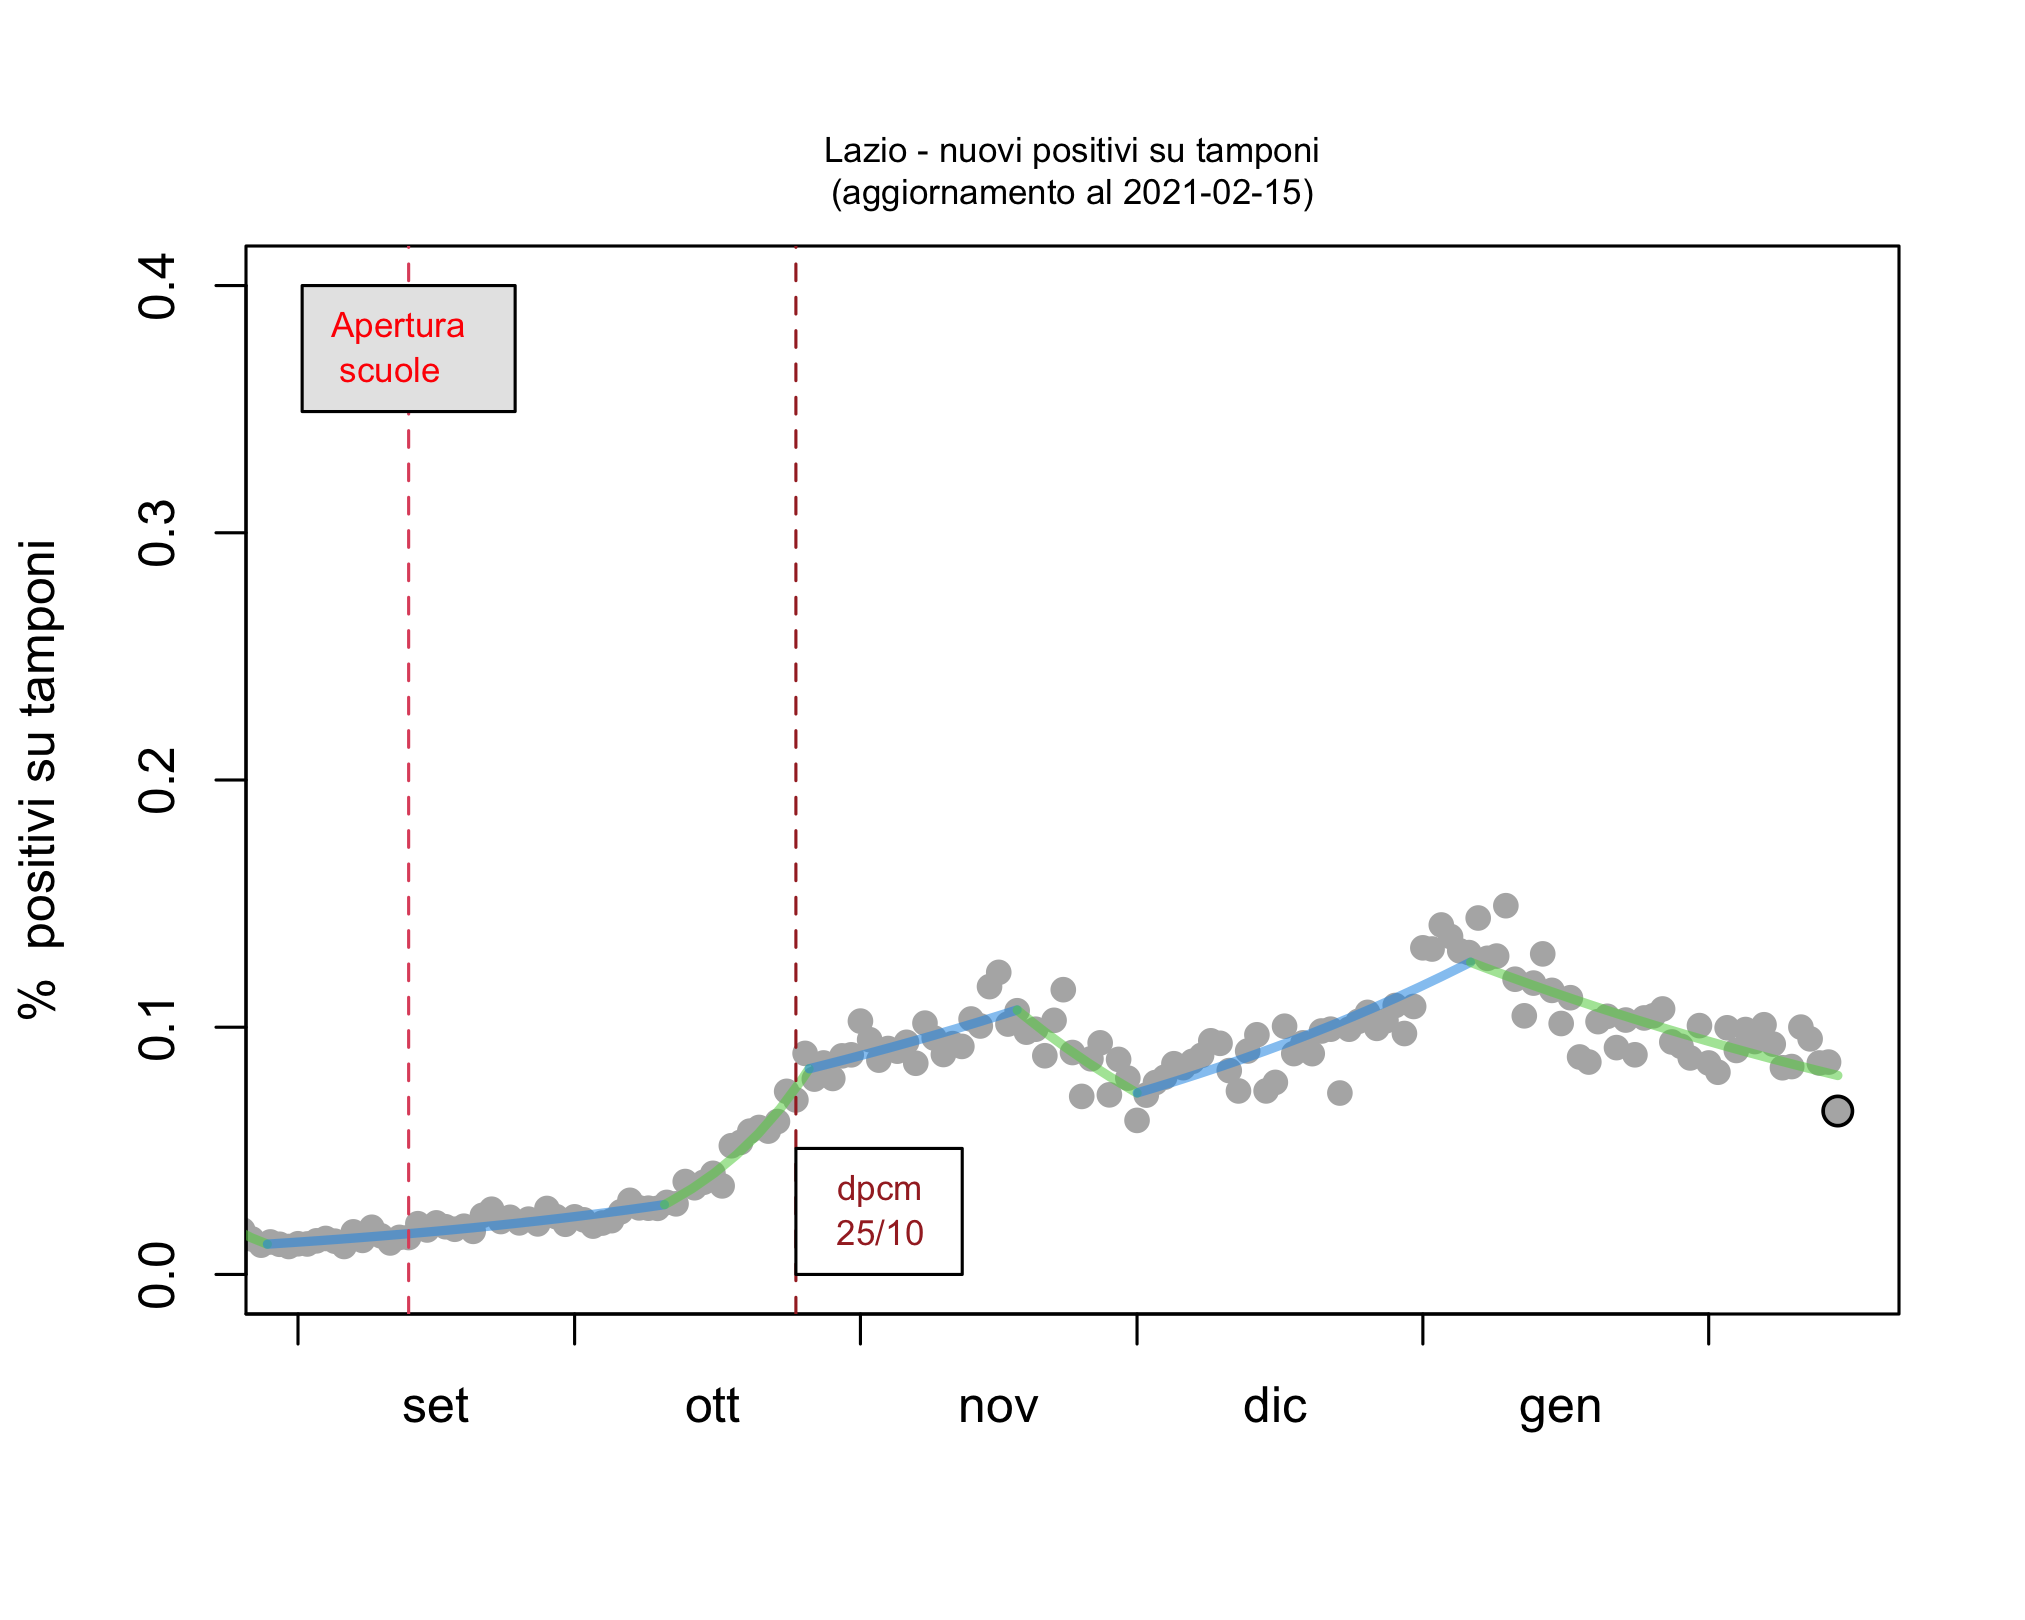 Lazio - nuovi positivi su tamponi
(aggiornamento al 2021-02-15)
% positivi su tamponi
0.4
0.3
0.2
0.1
0.0
Apertura
scuole
dpcm
25/10
set
ott
nov
dic
gen